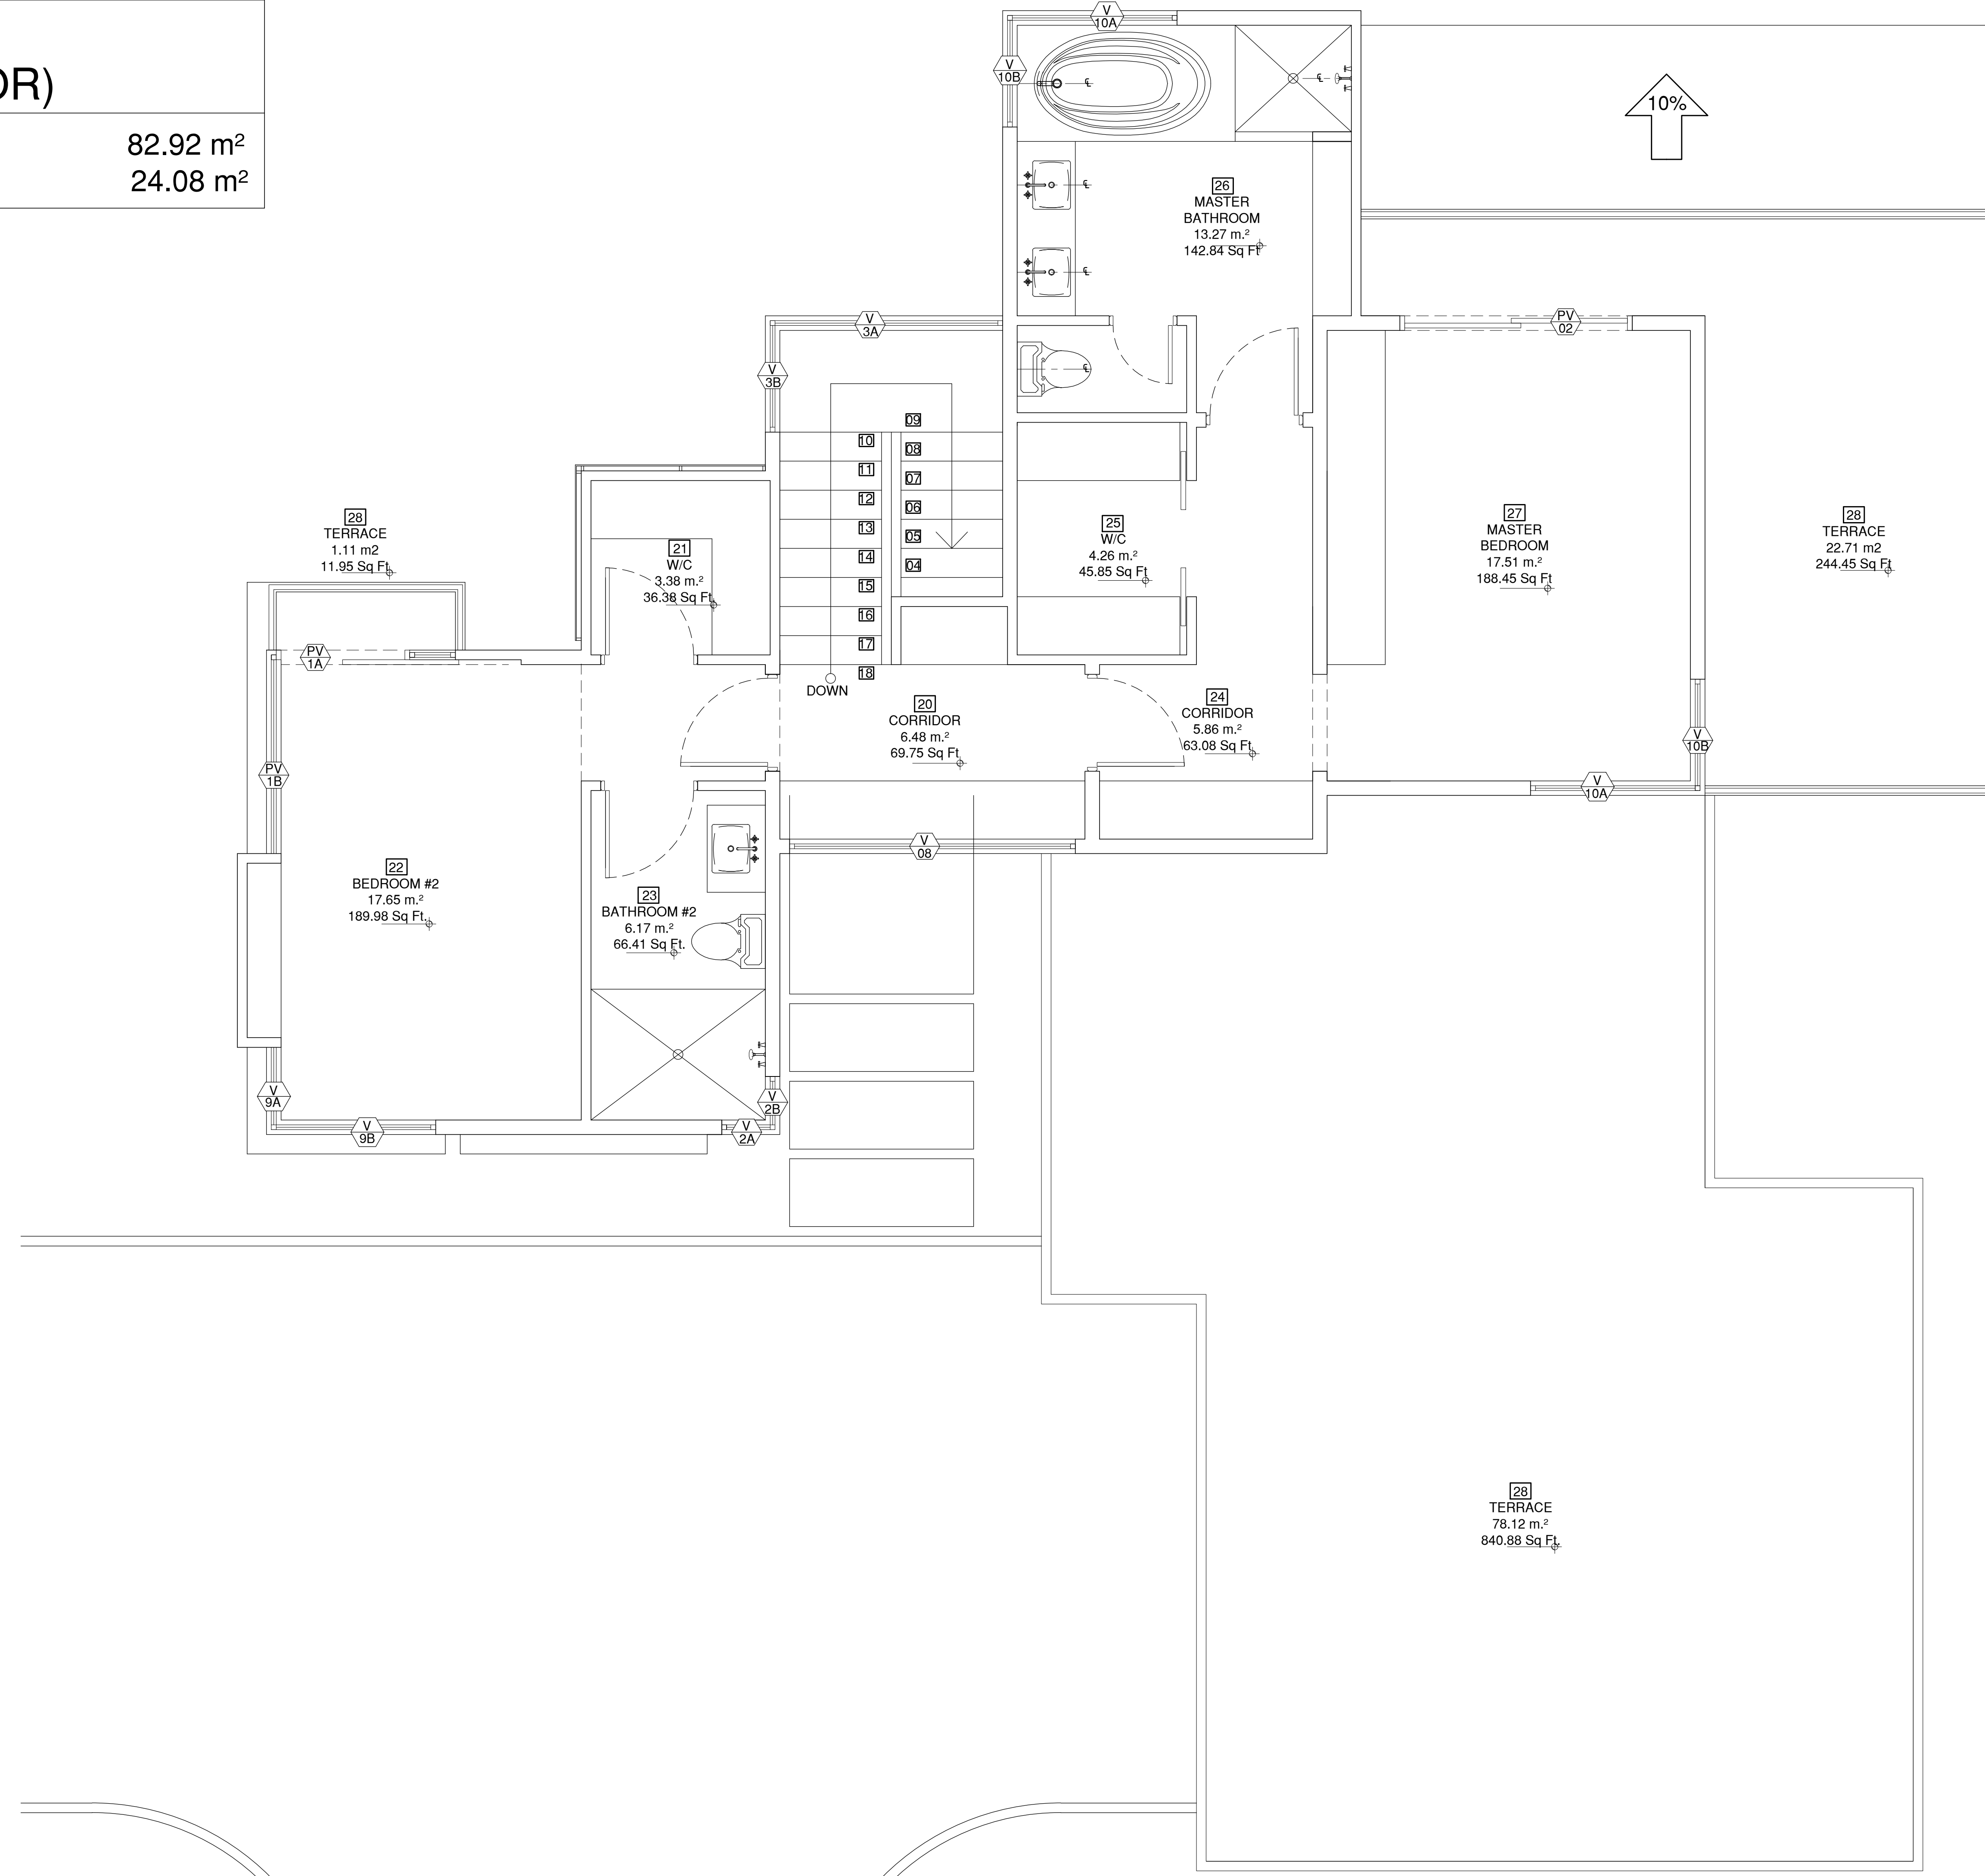 OR)
82.92 m²
24.08 m²
V
10A
V
10B
10%
26
MASTER
BATHROOM
13.27 m.²
142.84 Sq Ft
V
3A
V
3B
PV
02
09
10
08
11
07
12
06
13
05
14
04
15
16
17
18
DOWN
28
TERRACE
1.11 m2
11.95 Sq Ft
21
W/C
3.38 m.²
36.38 Sq Ft.
25
W/C
4.26 m.²
45.85 Sq Ft
27
MASTER
BEDROOM
17.51 m.²
188.45 Sq Ft
28
TERRACE
22.71 m2
244.45 Sq Ft
PV
1A
20
CORRIDOR
6.48 m.²
69.75 Sq Ft
24
CORRIDOR
5.86 m.²
63.08 Sq Ft
V
10B
PV
1B
V
10A
V
08
22
BEDROOM #2
17.65 m.²
189.98 Sq Ft.
23
BATHROOM #2
6.17 m.²
66.41 Sq Ft.
V
9A
V
9B
V
2B
V
2A
28
TERRACE
78.12 m.²
840.88 Sq Ft.